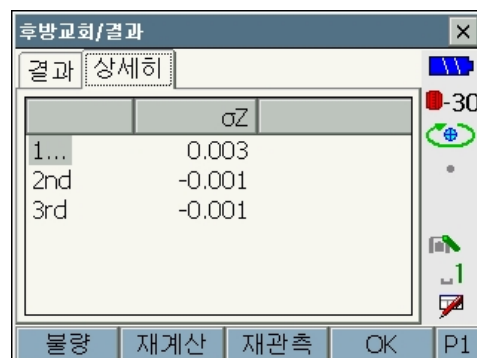 후방교회/결과
결과 상세히
-30
σZ
1... 0.003
2nd -0.001
3rd -0.001
1
불량 재계산 재관측 OK P1